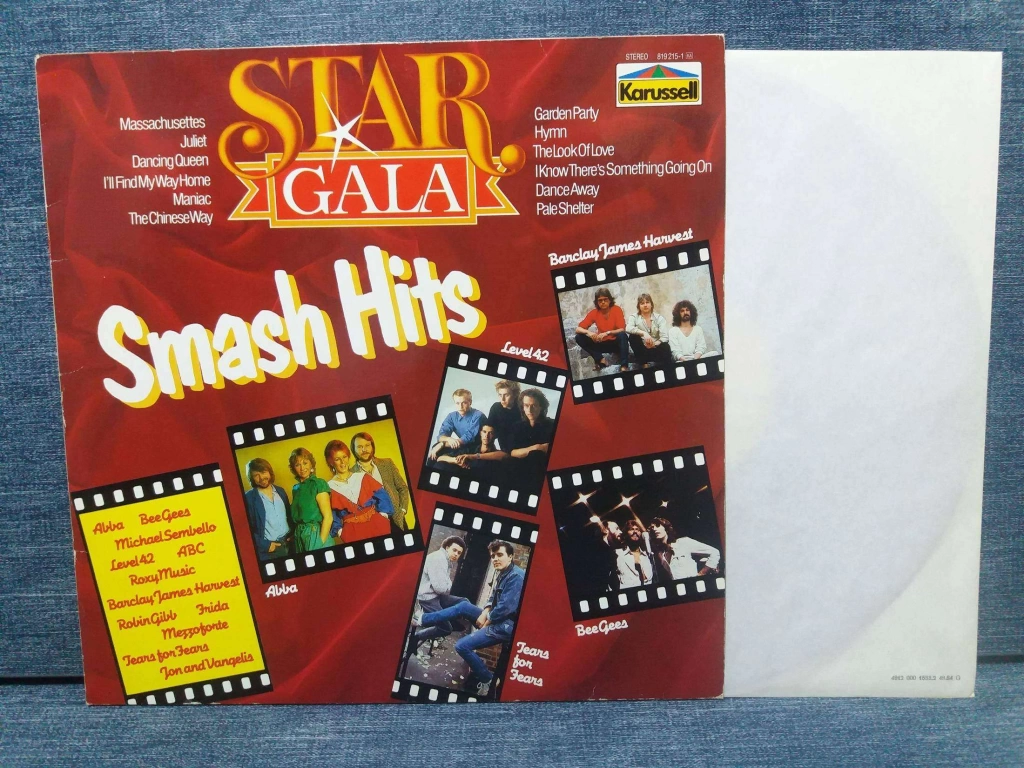 STAR
GALA
Massachusettes
Juliet
Dancing Queen
I'll Find My Way Home
Maniac
The Chinese Way
STEREO 819 215-1
Karussell
Garden Party
Hymn
The Look Of Love
I Know There's Something Going On
Dance Away
Pale Shelter
Smash Hits
Barclay James Harvest
Level 42
Abba
Bee Gees
Tears
for
Fears
Abba Bee Gees
Michael Sembello
Level 42 ABC
Roxy Music
Barclay James Harvest
Robin Gibb Frida
Mezzoforte
Tears for Fears
Jon and Vangelis